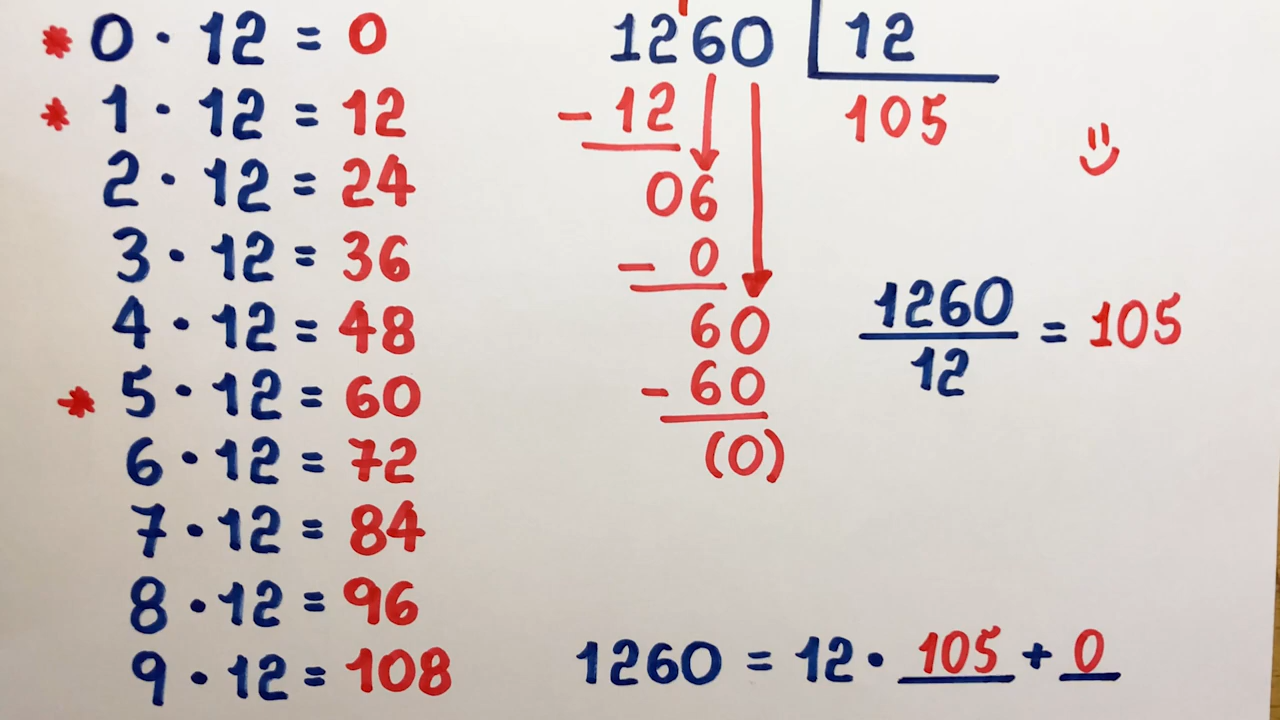 * 0 · 12 = 0
* 1 · 12 = 12
2 · 12 = 24
3 · 12 = 36
4 · 12 = 48
* 5 · 12 = 60
6 · 12 = 72
7 · 12 = 84
8 · 12 = 96
9 · 12 = 108
1260 12
- 12 105
06
- 0
60
- 60
(0)
1260
12
= 105
1260 = 12 · 105 + 0